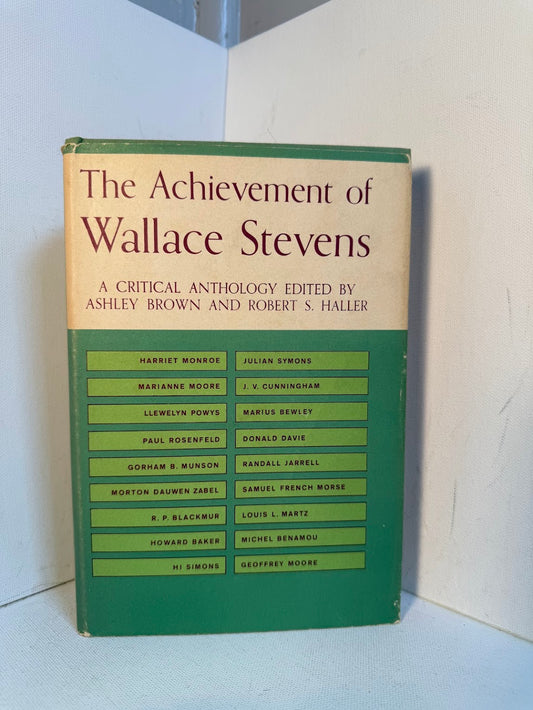 The Achievement of
Wallace Stevens
A CRITICAL ANTHOLOGY EDITED BY
ASHLEY BROWN AND ROBERT S. HALLER
HARRIET MONROE
MARIANNE MOORE
LLEWELYN POWYS
PAUL ROSENFELD
GORHAM B. MUNSON
MORTON DAUWEN ZABEL
R. P. BLACKMUR
HOWARD BAKER
HI SIMONS
JULIAN SYMONS
J. V. CUNNINGHAM
MARIUS BEWLEY
DONALD DAVIE
RANDALL JARRELL
SAMUEL FRENCH MORSE
LOUIS L. MARTZ
MICHEL BENAMOU
GEOFFREY MOORE